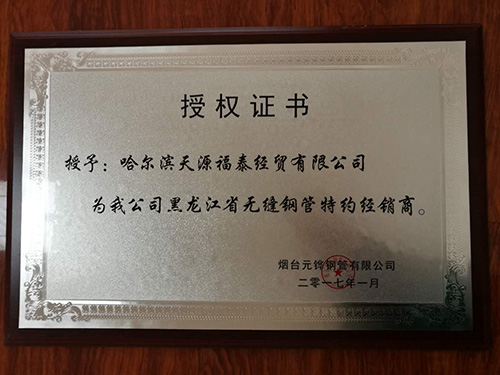 授权证书
授予：哈尔滨天源福泰经贸有限公司
为我公司黑龙江省无缝钢管特约经销商。
烟台元铧钢管有限公司
二零一七年一月